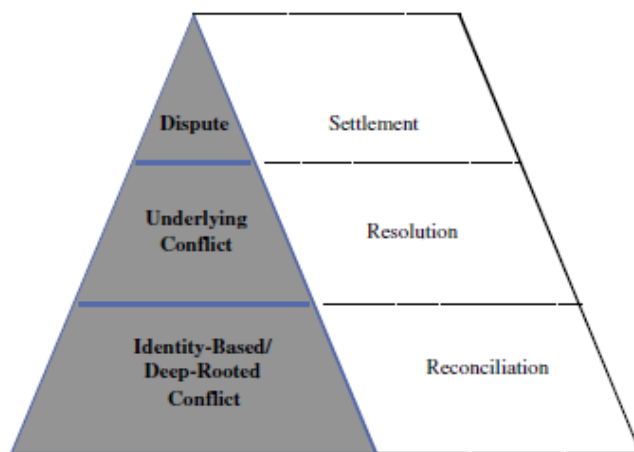 Dispute
Settlement
Underlying
Conflict
Resolution
Identity-Based/
Deep-Rooted
Conflict
Reconciliation